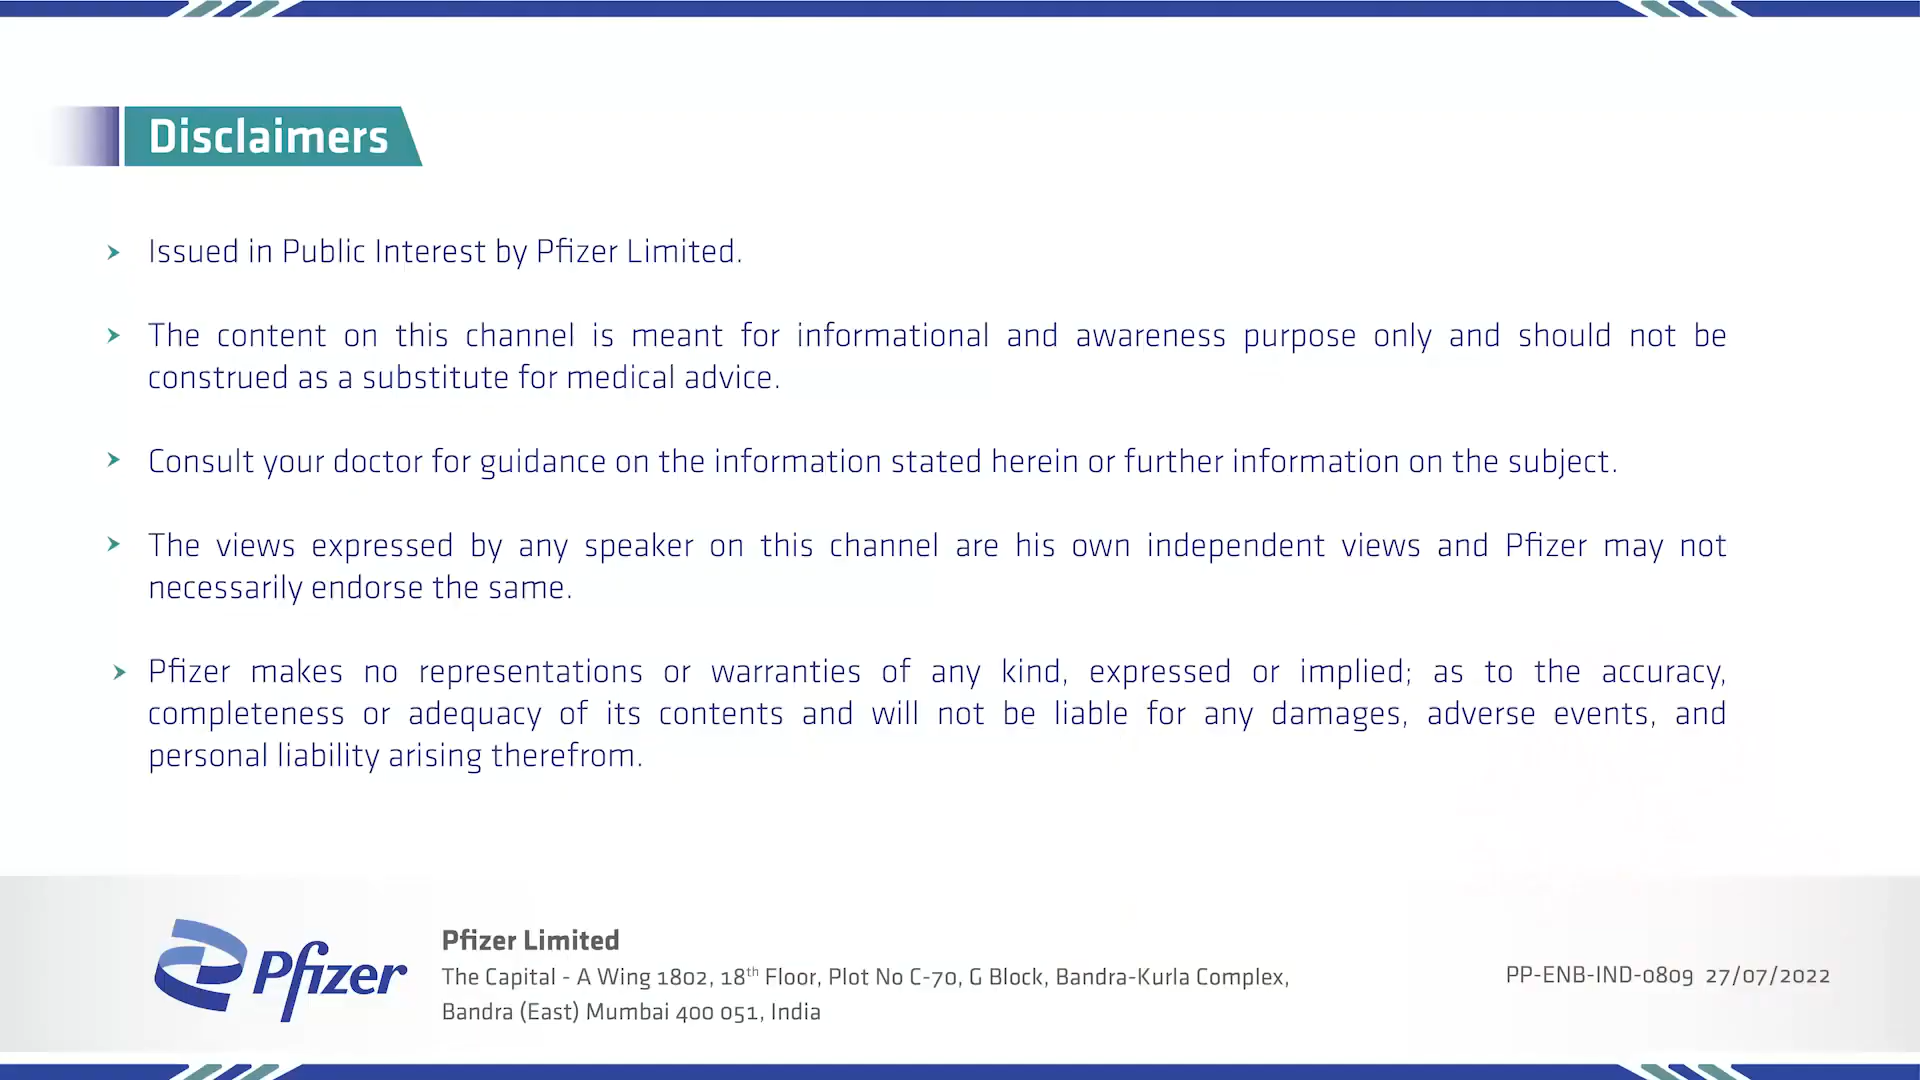 Disclaimers
Issued in Public Interest by Pfizer Limited.
The content on this channel is meant for informational and awareness purpose only and should not be
construed as a substitute for medical advice.
Consult your doctor for guidance on the information stated herein or further information on the subject.
The views expressed by any speaker on this channel are his own independent views and Pfizer may not
necessarily endorse the same.
Pfizer makes no representations or warranties of any kind, expressed or implied; as to the accuracy,
completeness or adequacy of its contents and will not be liable for any damages, adverse events, and
personal liability arising therefrom.
Pfizer
Pfizer Limited
The Capital - A Wing 1802, 18th Floor, Plot No C-70, G Block, Bandra-Kurla Complex,
Bandra (East) Mumbai 400 051, India
PP-ENB-IND-0809 27/07/2022